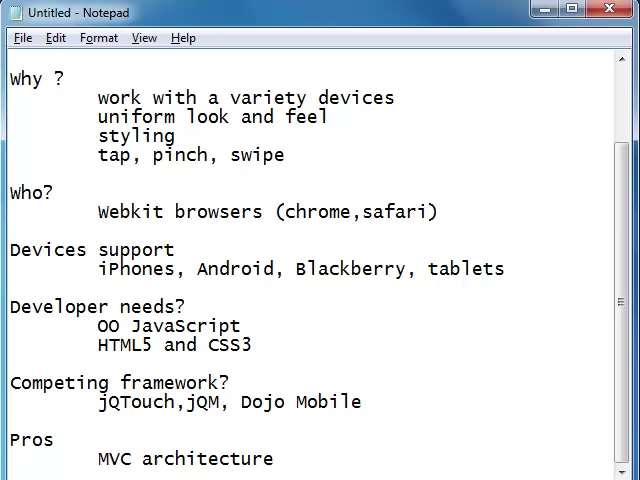 Untitled - Notepad
File Edit Format View Help
Why ?
work with a variety devices
uniform look and feel
styling
tap, pinch, swipe
Who?
Webkit browsers (chrome,safari)
Devices support
iPhones, Android, Blackberry, tablets
Developer needs?
OO JavaScript
HTML5 and CSS3
Competing framework?
jQTouch,jQM, Dojo Mobile
Pros
MVC architecture